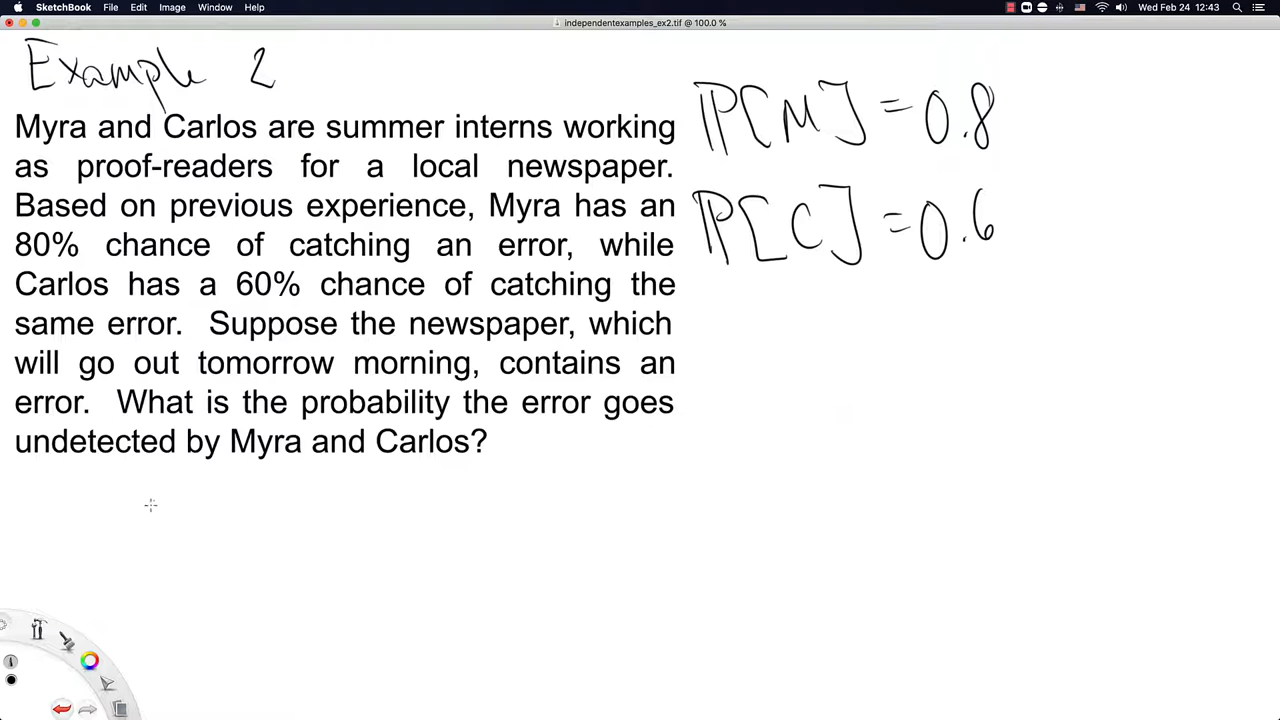 SketchBook File Edit Image Window Help Wed Feb 24 12:43
independentexamples_ex2.tif @ 100.0 %
Example 2
Myra and Carlos are summer interns working
as proof-readers for a local newspaper.
Based on previous experience, Myra has an
80% chance of catching an error, while
Carlos has a 60% chance of catching the
same error. Suppose the newspaper, which
will go out tomorrow morning, contains an
error. What is the probability the error goes
undetected by Myra and Carlos?
ℙ[M] = 0.8
ℙ[C] = 0.6